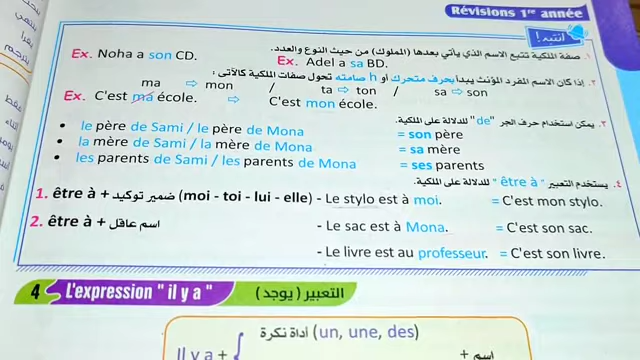 Révisions 1re année
انتبه !
١. صفة الملكية تتبع الاسم الذي يأتي بعدها (المملوك) من حيث النوع والعدد.
Ex. Noha a son CD. Ex. Adel a sa BD.
٢. إذا كان الاسم المفرد المؤنث يبدأ بحرف متحرك أو h صامته تحول صفات الملكية كالآتى :
ma ⇨ mon / ta ⇨ ton / sa ⇨ son
Ex. C'est ma école. ⇨ C'est mon école.
٣. يمكن استخدام حرف الجر "de" للدلالة على الملكية.
• le père de Sami / le père de Mona = son père
• la mère de Sami / la mère de Mona = sa mère
• les parents de Sami / les parents de Mona = ses parents
٤. يستخدم التعبير " être à " للدلالة على الملكية.
1. être à + ضمير توكيد (moi - toi - lui - elle) - Le stylo est à moi. = C'est mon stylo.
2. être à + اسم عاقل - Le sac est à Mona. = C'est son sac.
- Le livre est au professeur. = C'est son livre.
4 L'expression " il y a " التعبير ( يوجد )
أداة نكرة (un, une, des)
Il y a + + اسم